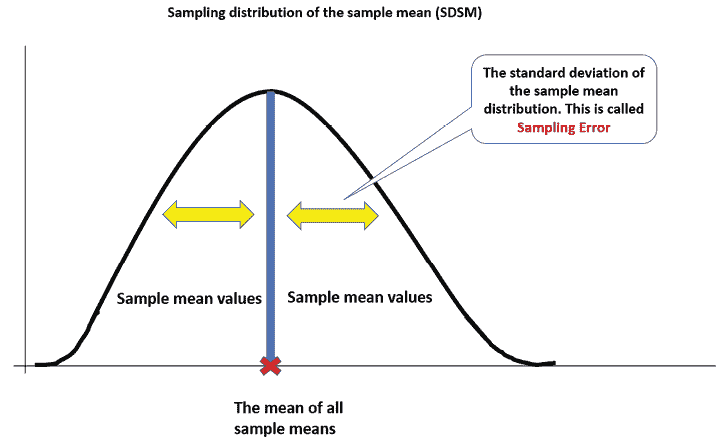 Sampling distribution of the sample mean (SDSM)
The standard deviation of
the sample mean
distribution. This is called
Sampling Error
Sample mean values
Sample mean values
The mean of all
sample means